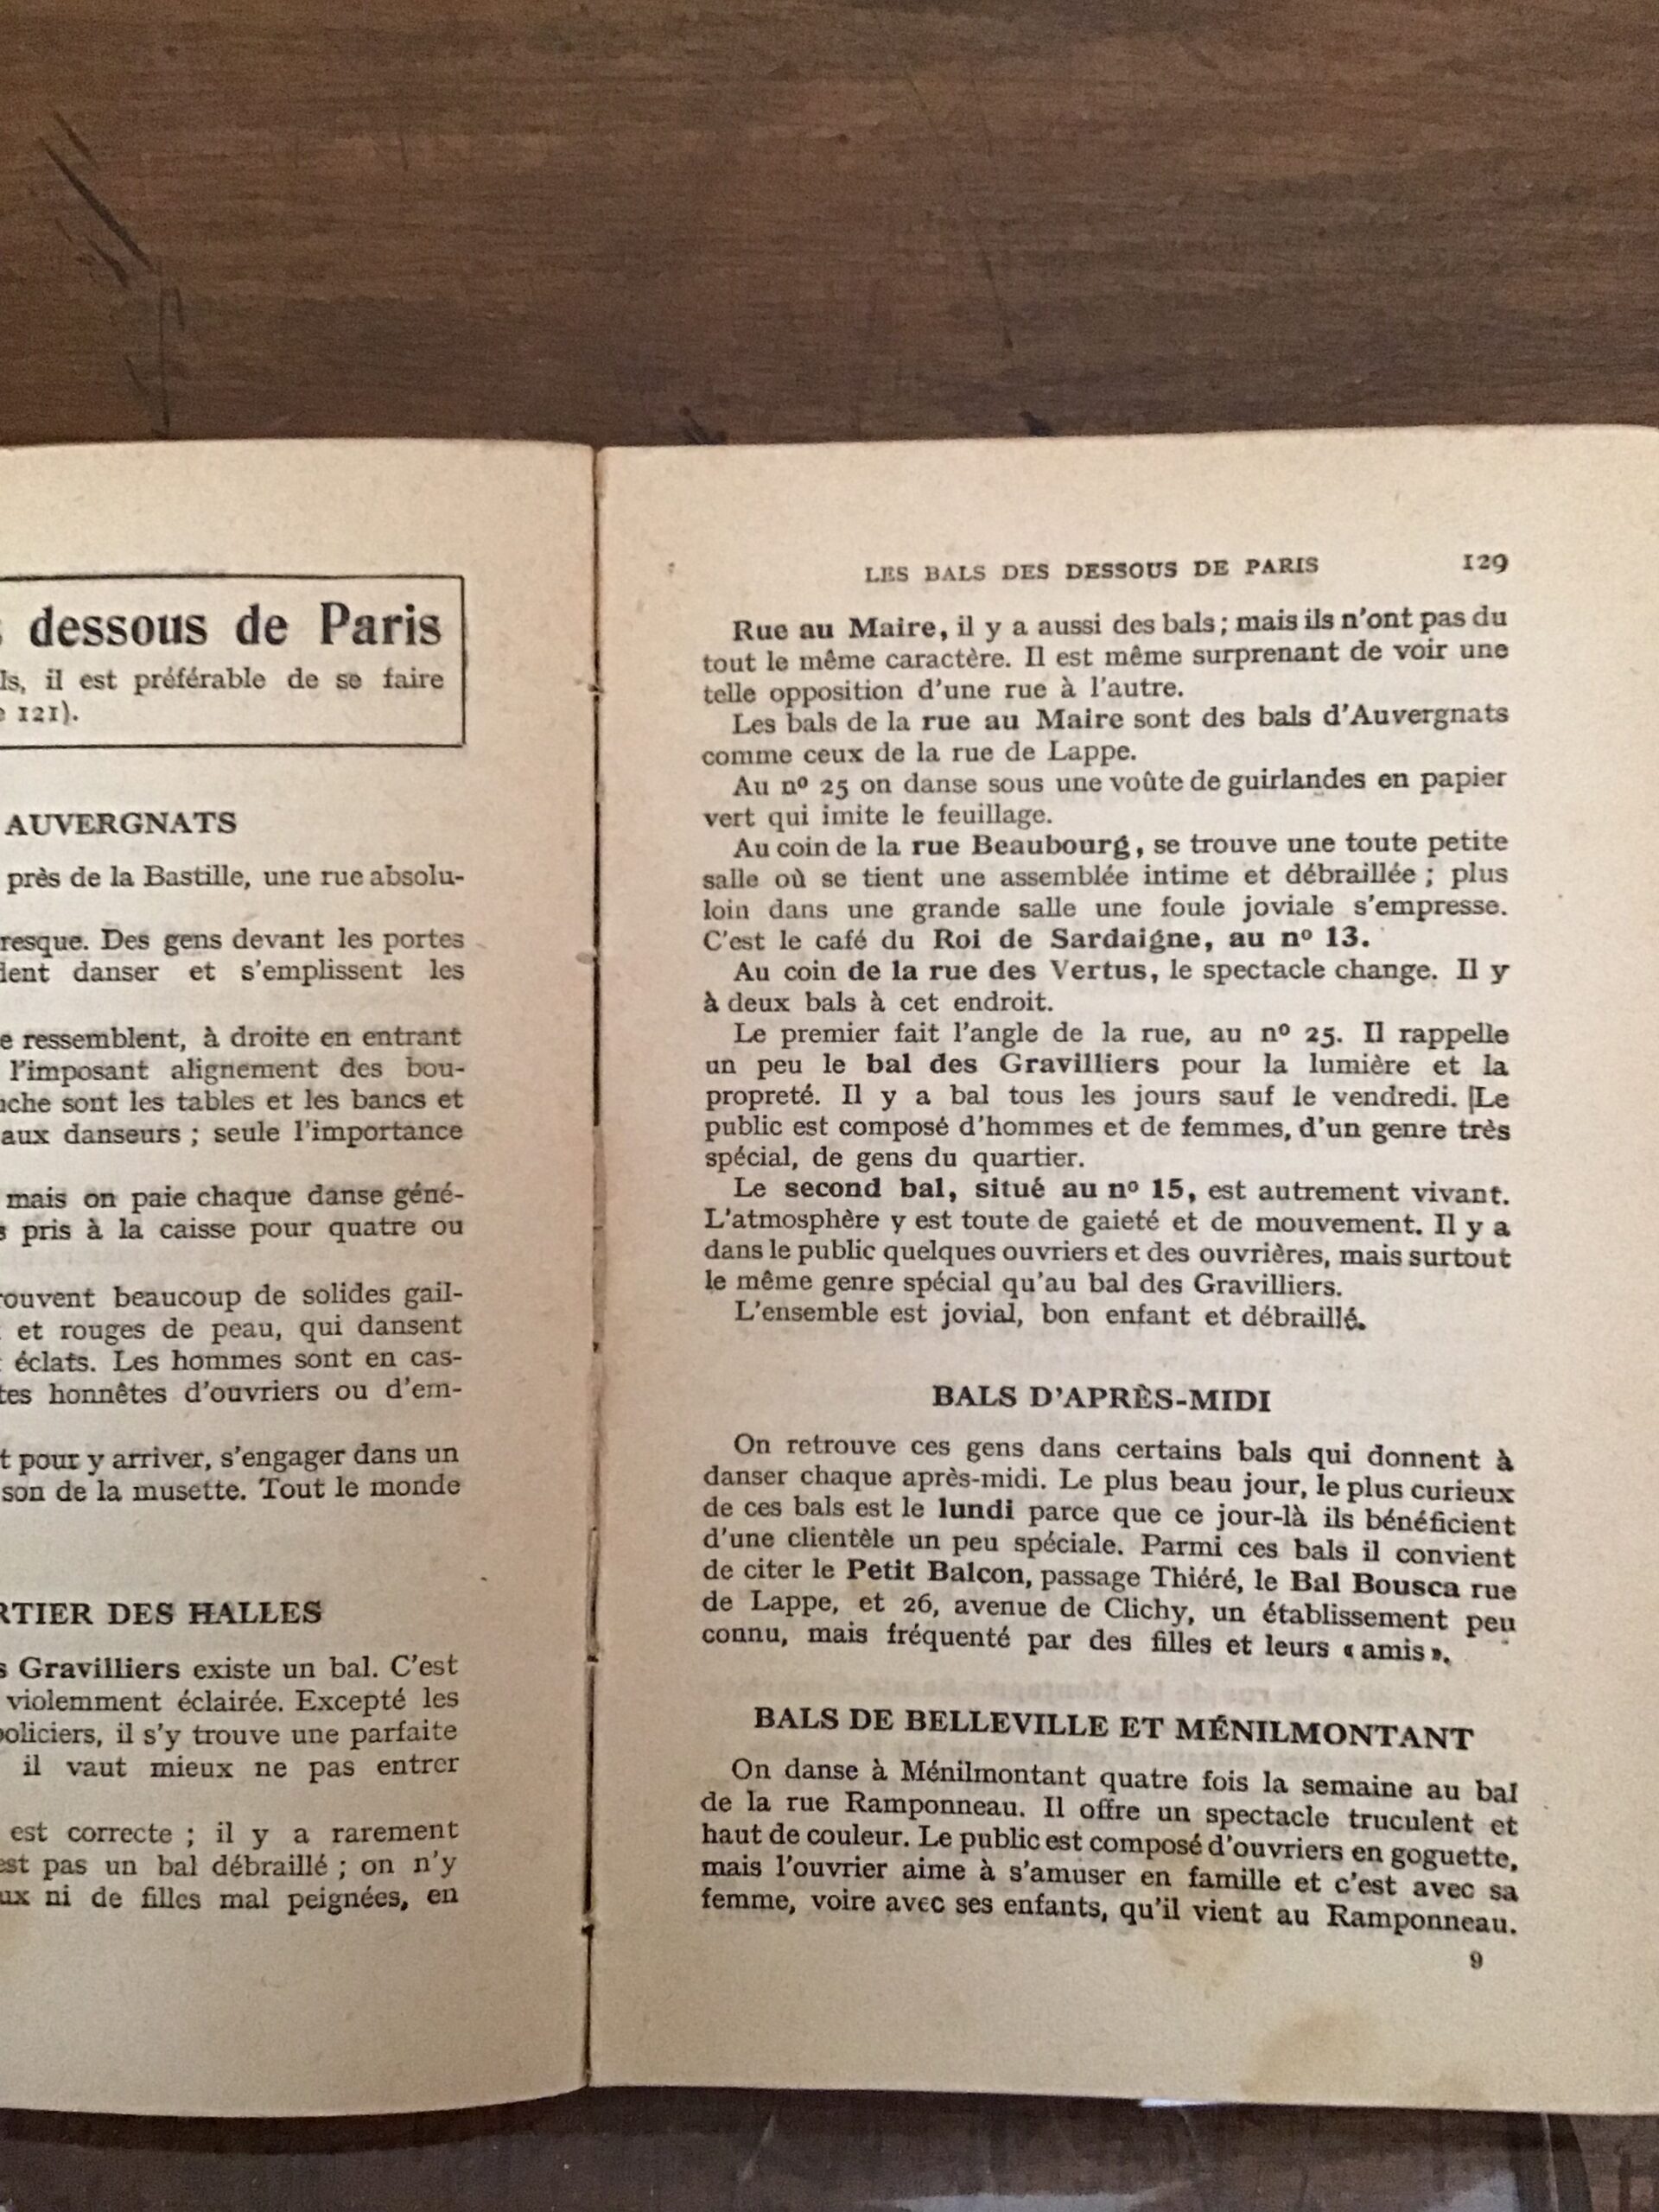 dessous de Paris
ls, il est préférable de se faire
121).
AUVERGNATS
près de la Bastille, une rue absolu-
resque. Des gens devant les portes
danser et s'emplissent les
ressemblent, à droite en entrant
l'imposant alignement des bou-
sont les tables et les bancs et
aux danseurs ; seule l'importance
mais on paie chaque danse géné-
pris à la caisse pour quatre ou
rouvent beaucoup de solides gail-
et rouges de peau, qui dansent
éclats. Les hommes sont en cas-
tes honnêtes d'ouvriers ou d'em-
t pour y arriver, s'engager dans un
son de la musette. Tout le monde
RTIER DES HALLES
s Gravilliers existe un bal. C'est
violemment éclairée. Excepté les
policiers, il s'y trouve une parfaite
il vaut mieux ne pas entrer
est correcte ; il y a rarement
est pas un bal débraillé ; on n'y
ux ni de filles mal peignées, en
LES BALS DES DESSOUS DE PARIS 129
Rue au Maire, il y a aussi des bals ; mais ils n'ont pas du
tout le même caractère. Il est même surprenant de voir une
telle opposition d'une rue à l'autre.
Les bals de la rue au Maire sont des bals d'Auvergnats
comme ceux de la rue de Lappe.
Au nº 25 on danse sous une voûte de guirlandes en papier
vert qui imite le feuillage.
Au coin de la rue Beaubourg, se trouve une toute petite
salle où se tient une assemblée intime et débraillée ; plus
loin dans une grande salle une foule joviale s'empresse.
C'est le café du Roi de Sardaigne, au nº 13.
Au coin de la rue des Vertus, le spectacle change. Il y
à deux bals à cet endroit.
Le premier fait l'angle de la rue, au nº 25. Il rappelle
un peu le bal des Gravilliers pour la lumière et la
propreté. Il y a bal tous les jours sauf le vendredi. |Le
public est composé d'hommes et de femmes, d'un genre très
spécial, de gens du quartier.
Le second bal, situé au nº 15, est autrement vivant.
L'atmosphère y est toute de gaieté et de mouvement. Il y a
dans le public quelques ouvriers et des ouvrières, mais surtout
le même genre spécial qu'au bal des Gravilliers.
L'ensemble est jovial, bon enfant et débraillé.
BALS D'APRÈS-MIDI
On retrouve ces gens dans certains bals qui donnent à
danser chaque après-midi. Le plus beau jour, le plus curieux
de ces bals est le lundi parce que ce jour-là ils bénéficient
d'une clientèle un peu spéciale. Parmi ces bals il convient
de citer le Petit Balcon, passage Thiéré, le Bal Bousca rue
de Lappe, et 26, avenue de Clichy, un établissement peu
connu, mais fréquenté par des filles et leurs « amis ».
BALS DE BELLEVILLE ET MÉNILMONTANT
On danse à Ménilmontant quatre fois la semaine au bal
de la rue Ramponneau. Il offre un spectacle truculent et
haut de couleur. Le public est composé d'ouvriers en goguette,
mais l'ouvrier aime à s'amuser en famille et c'est avec sa
femme, voire avec ses enfants, qu'il vient au Ramponneau.
9